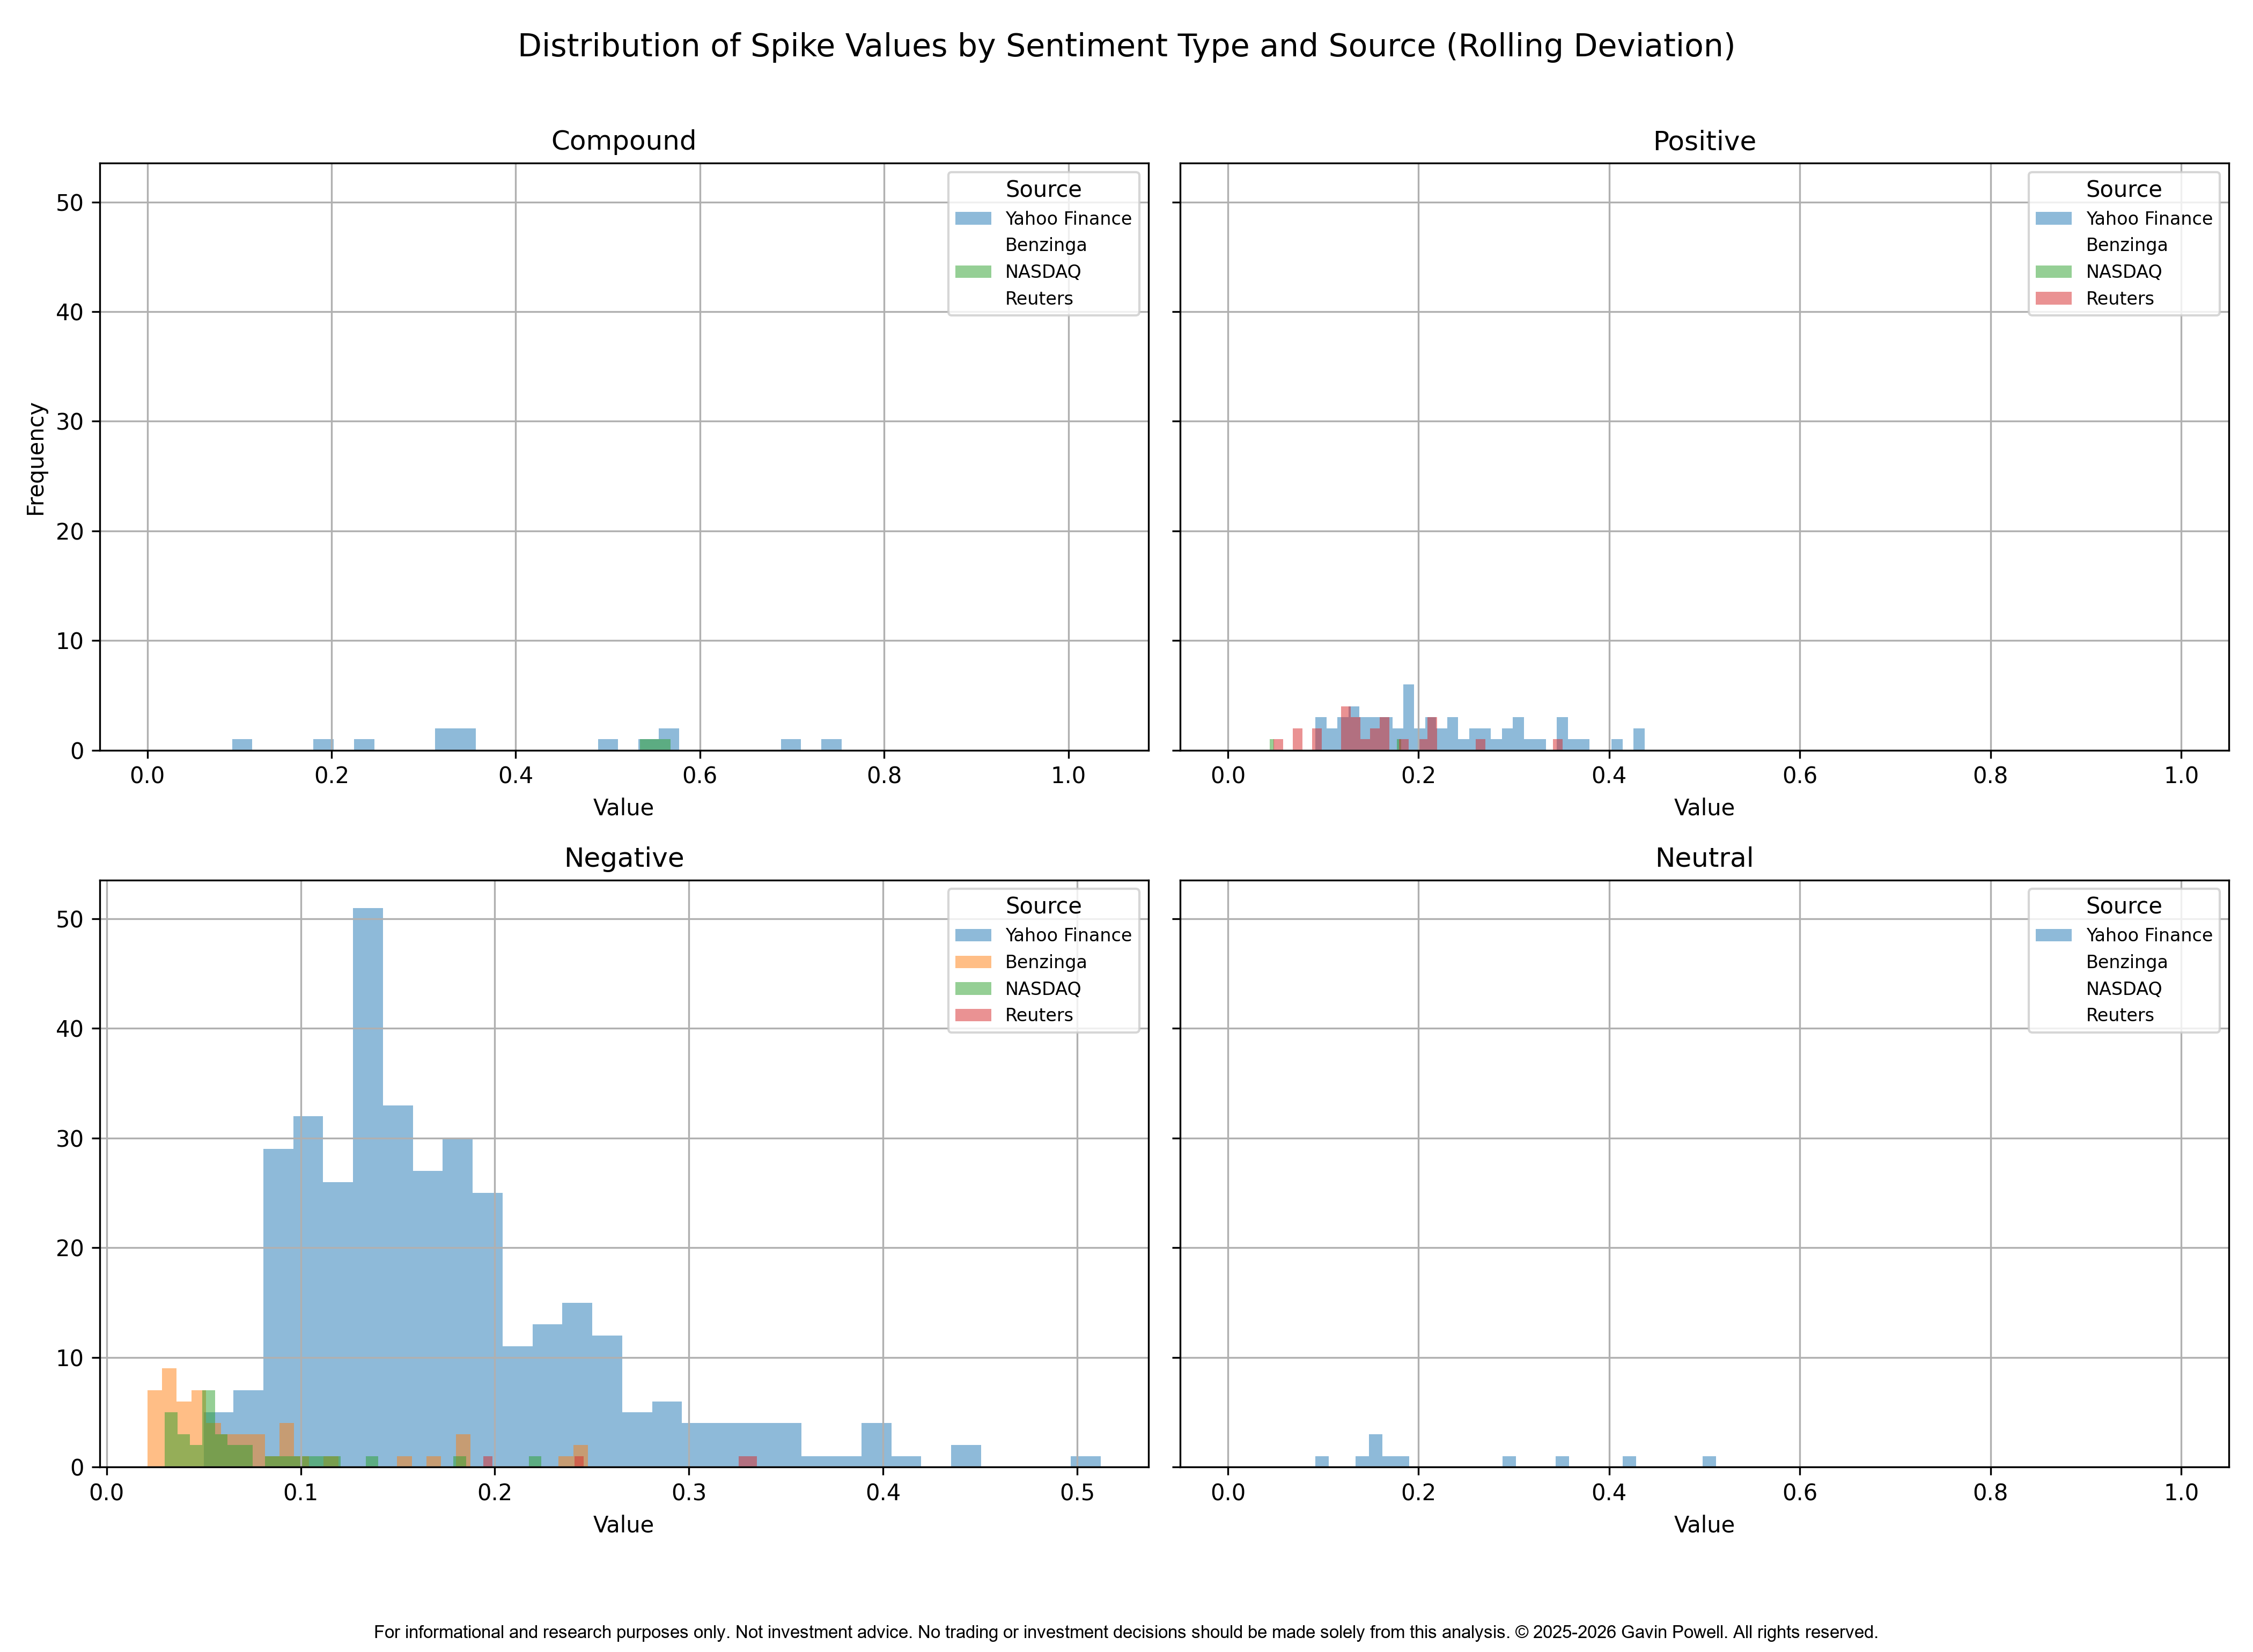 Distribution of Spike Values by Sentiment Type and Source (Rolling Deviation)
Compound
50
40
30
20
10
0
Frequency
0.0 0.2 0.4 0.6 0.8 1.0
Value
Source
Yahoo Finance
Benzinga
NASDAQ
Reuters
Positive
0.0 0.2 0.4 0.6 0.8 1.0
Value
Source
Yahoo Finance
Benzinga
NASDAQ
Reuters
Negative
50
40
30
20
10
0
0.0 0.1 0.2 0.3 0.4 0.5
Value
Source
Yahoo Finance
Benzinga
NASDAQ
Reuters
Neutral
0.0 0.2 0.4 0.6 0.8 1.0
Value
Source
Yahoo Finance
Benzinga
NASDAQ
Reuters
For informational and research purposes only. Not investment advice. No trading or investment decisions should be made solely from this analysis. © 2025-2026 Gavin Powell. All rights reserved.